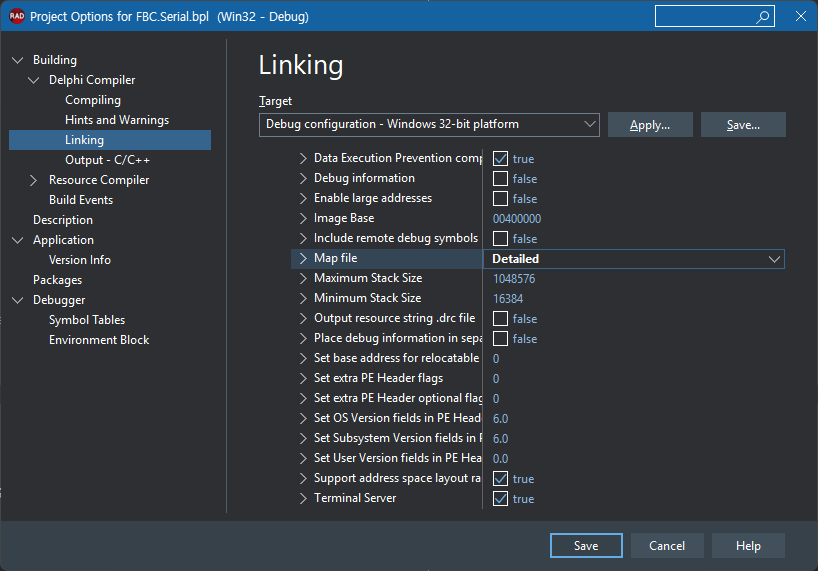 RAD Project Options for FBC.Serial.bpl (Win32 - Debug)
Building
Delphi Compiler
Compiling
Hints and Warnings
Linking
Output - C/C++
Resource Compiler
Build Events
Description
Application
Version Info
Packages
Debugger
Symbol Tables
Environment Block
Linking
Target
Debug configuration - Windows 32-bit platform
Apply...
Save...
Data Execution Prevention comp true
Debug information false
Enable large addresses false
Image Base 00400000
Include remote debug symbols false
Map file Detailed
Maximum Stack Size 1048576
Minimum Stack Size 16384
Output resource string .drc file false
Place debug information in sepa false
Set base address for relocatable 0
Set extra PE Header flags 0
Set extra PE Header optional flag 0
Set OS Version fields in PE Head 6.0
Set Subsystem Version fields in P 6.0
Set User Version fields in PE Hea 0.0
Support address space layout ra true
Terminal Server true
Save
Cancel
Help